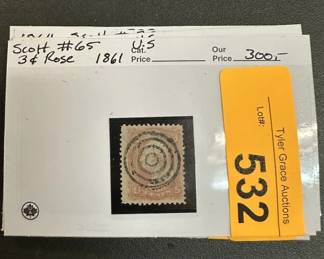 Scott #65 U.S Cat. Our
3¢ Rose 1861 Price Price 300,-
Tyler Grace Auctions
Lot#:
532